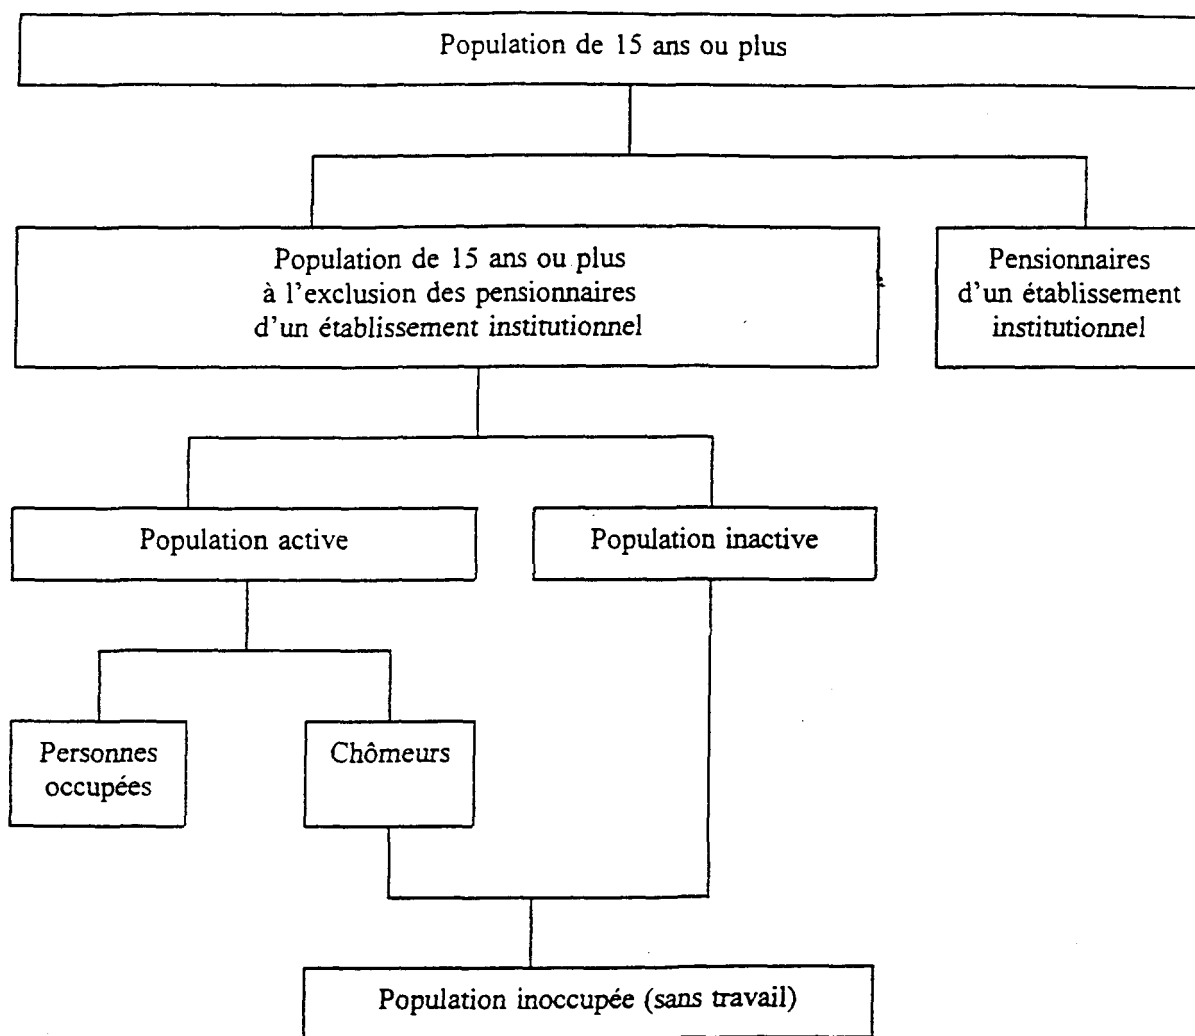 Population de 15 ans ou plus
Population de 15 ans ou plus
à l'exclusion des pensionnaires
d'un établissement institutionnel
Pensionnaires
d'un établissement
institutionnel
Population active
Population inactive
Personnes
occupées
Chômeurs
Population inoccupée (sans travail)